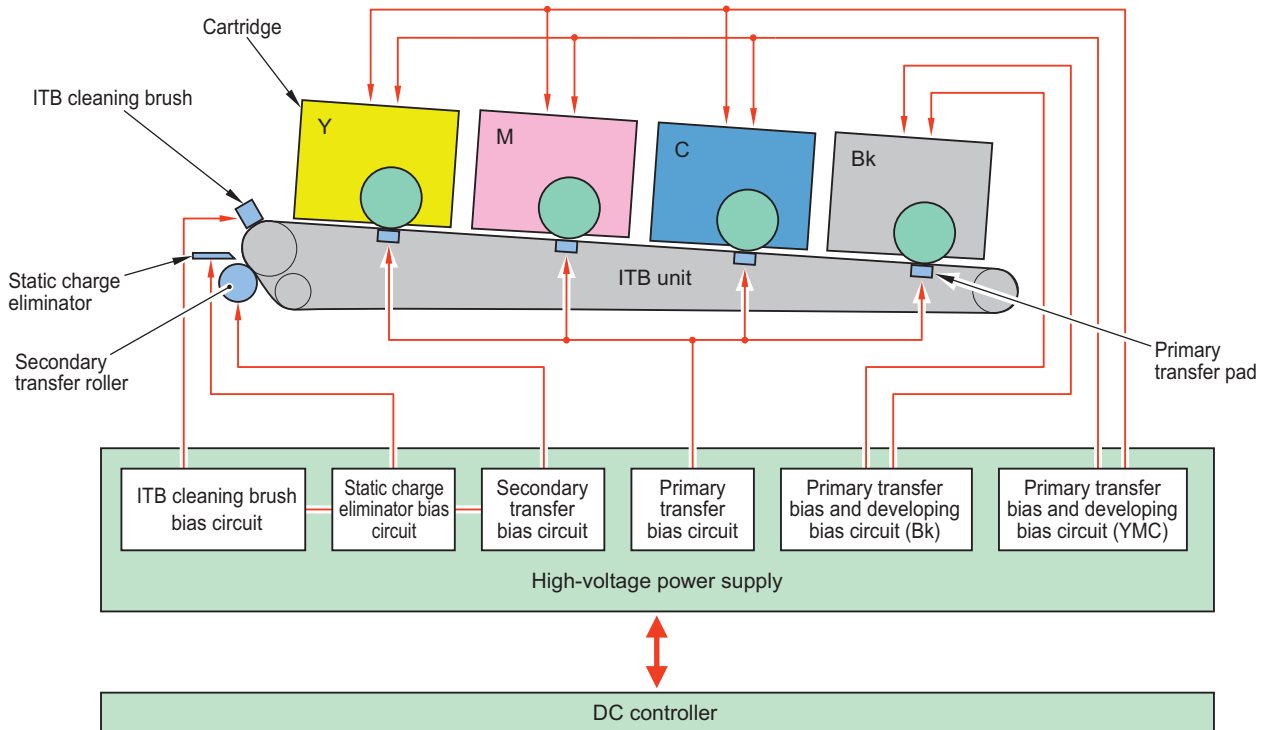 Cartridge
ITB cleaning brush
Y
M
C
Bk
Static charge
eliminator
ITB unit
Secondary
transfer roller
Primary
transfer pad
ITB cleaning brush
bias circuit
Static charge
eliminator bias
circuit
Secondary
transfer
bias circuit
Primary
transfer
bias circuit
Primary transfer
bias and developing
bias circuit (Bk)
Primary transfer
bias and developing
bias circuit (YMC)
High-voltage power supply
DC controller